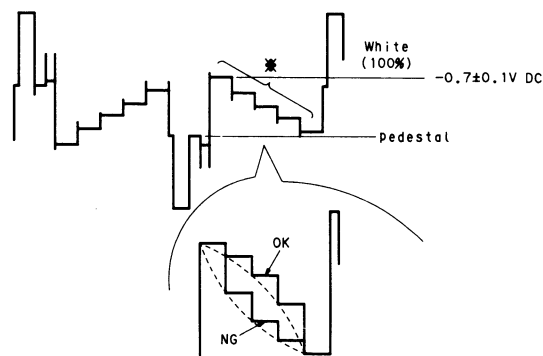 White
(100%)
※
-0.7±0.1V DC
pedestal
OK
NG